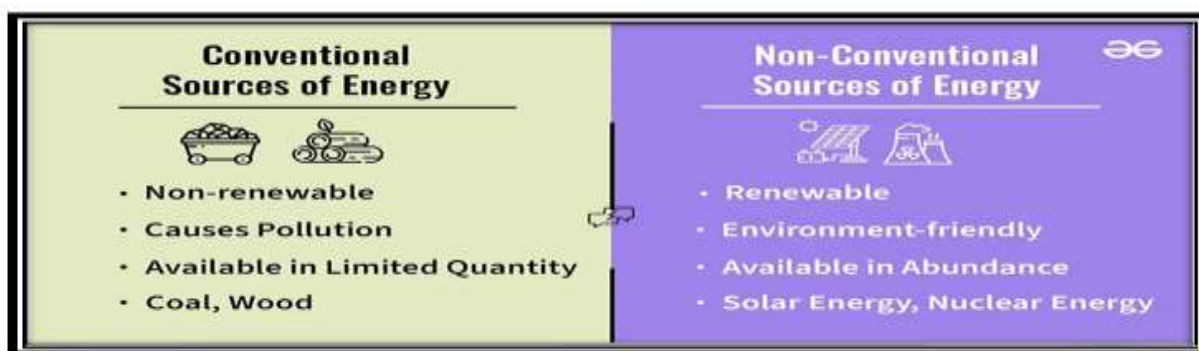 Conventional
Sources of Energy
• Non-renewable
• Causes Pollution
• Available in Limited Quantity
• Coal, Wood
Non-Conventional
Sources of Energy
• Renewable
• Environment-friendly
• Available in Abundance
• Solar Energy, Nuclear Energy